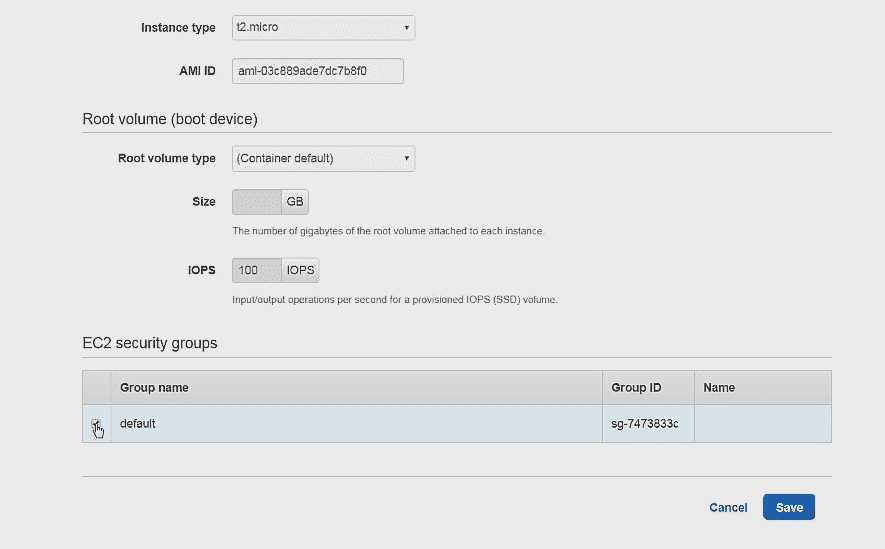 Instance type t2.micro
AMI ID ami-03c889ade7dc7b8f0
Root volume (boot device)
Root volume type (Container default)
Size GB
The number of gigabytes of the root volume attached to each instance.
IOPS 100 IOPS
Input/output operations per second for a provisioned IOPS (SSD) volume.
EC2 security groups
Group name Group ID Name
default sg-7473833c
Cancel Save